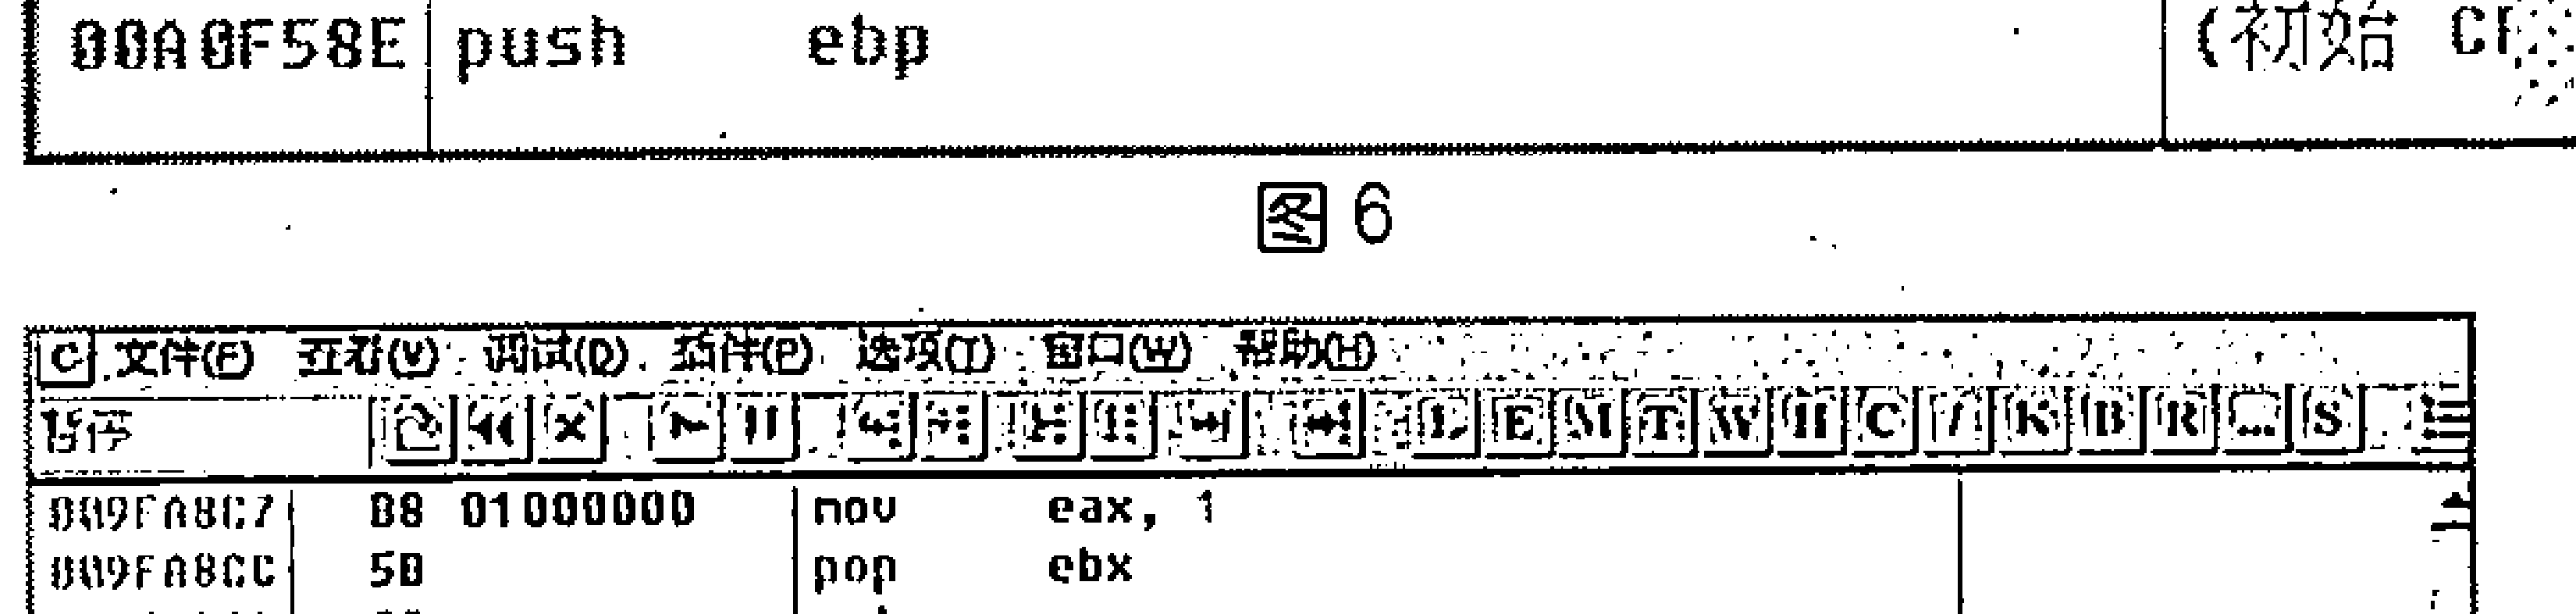 00A0F58E push ebp (初始
图 6
C 文件(F) 查看(V) 调试(D) 插件(P) 选项(T) 窗口(W) 帮助(H)
暂停 L E M T W H C / K B R ... S
009FA8C7 B8 01000000 mov eax, 1
009FA8CC 5B pop ebx